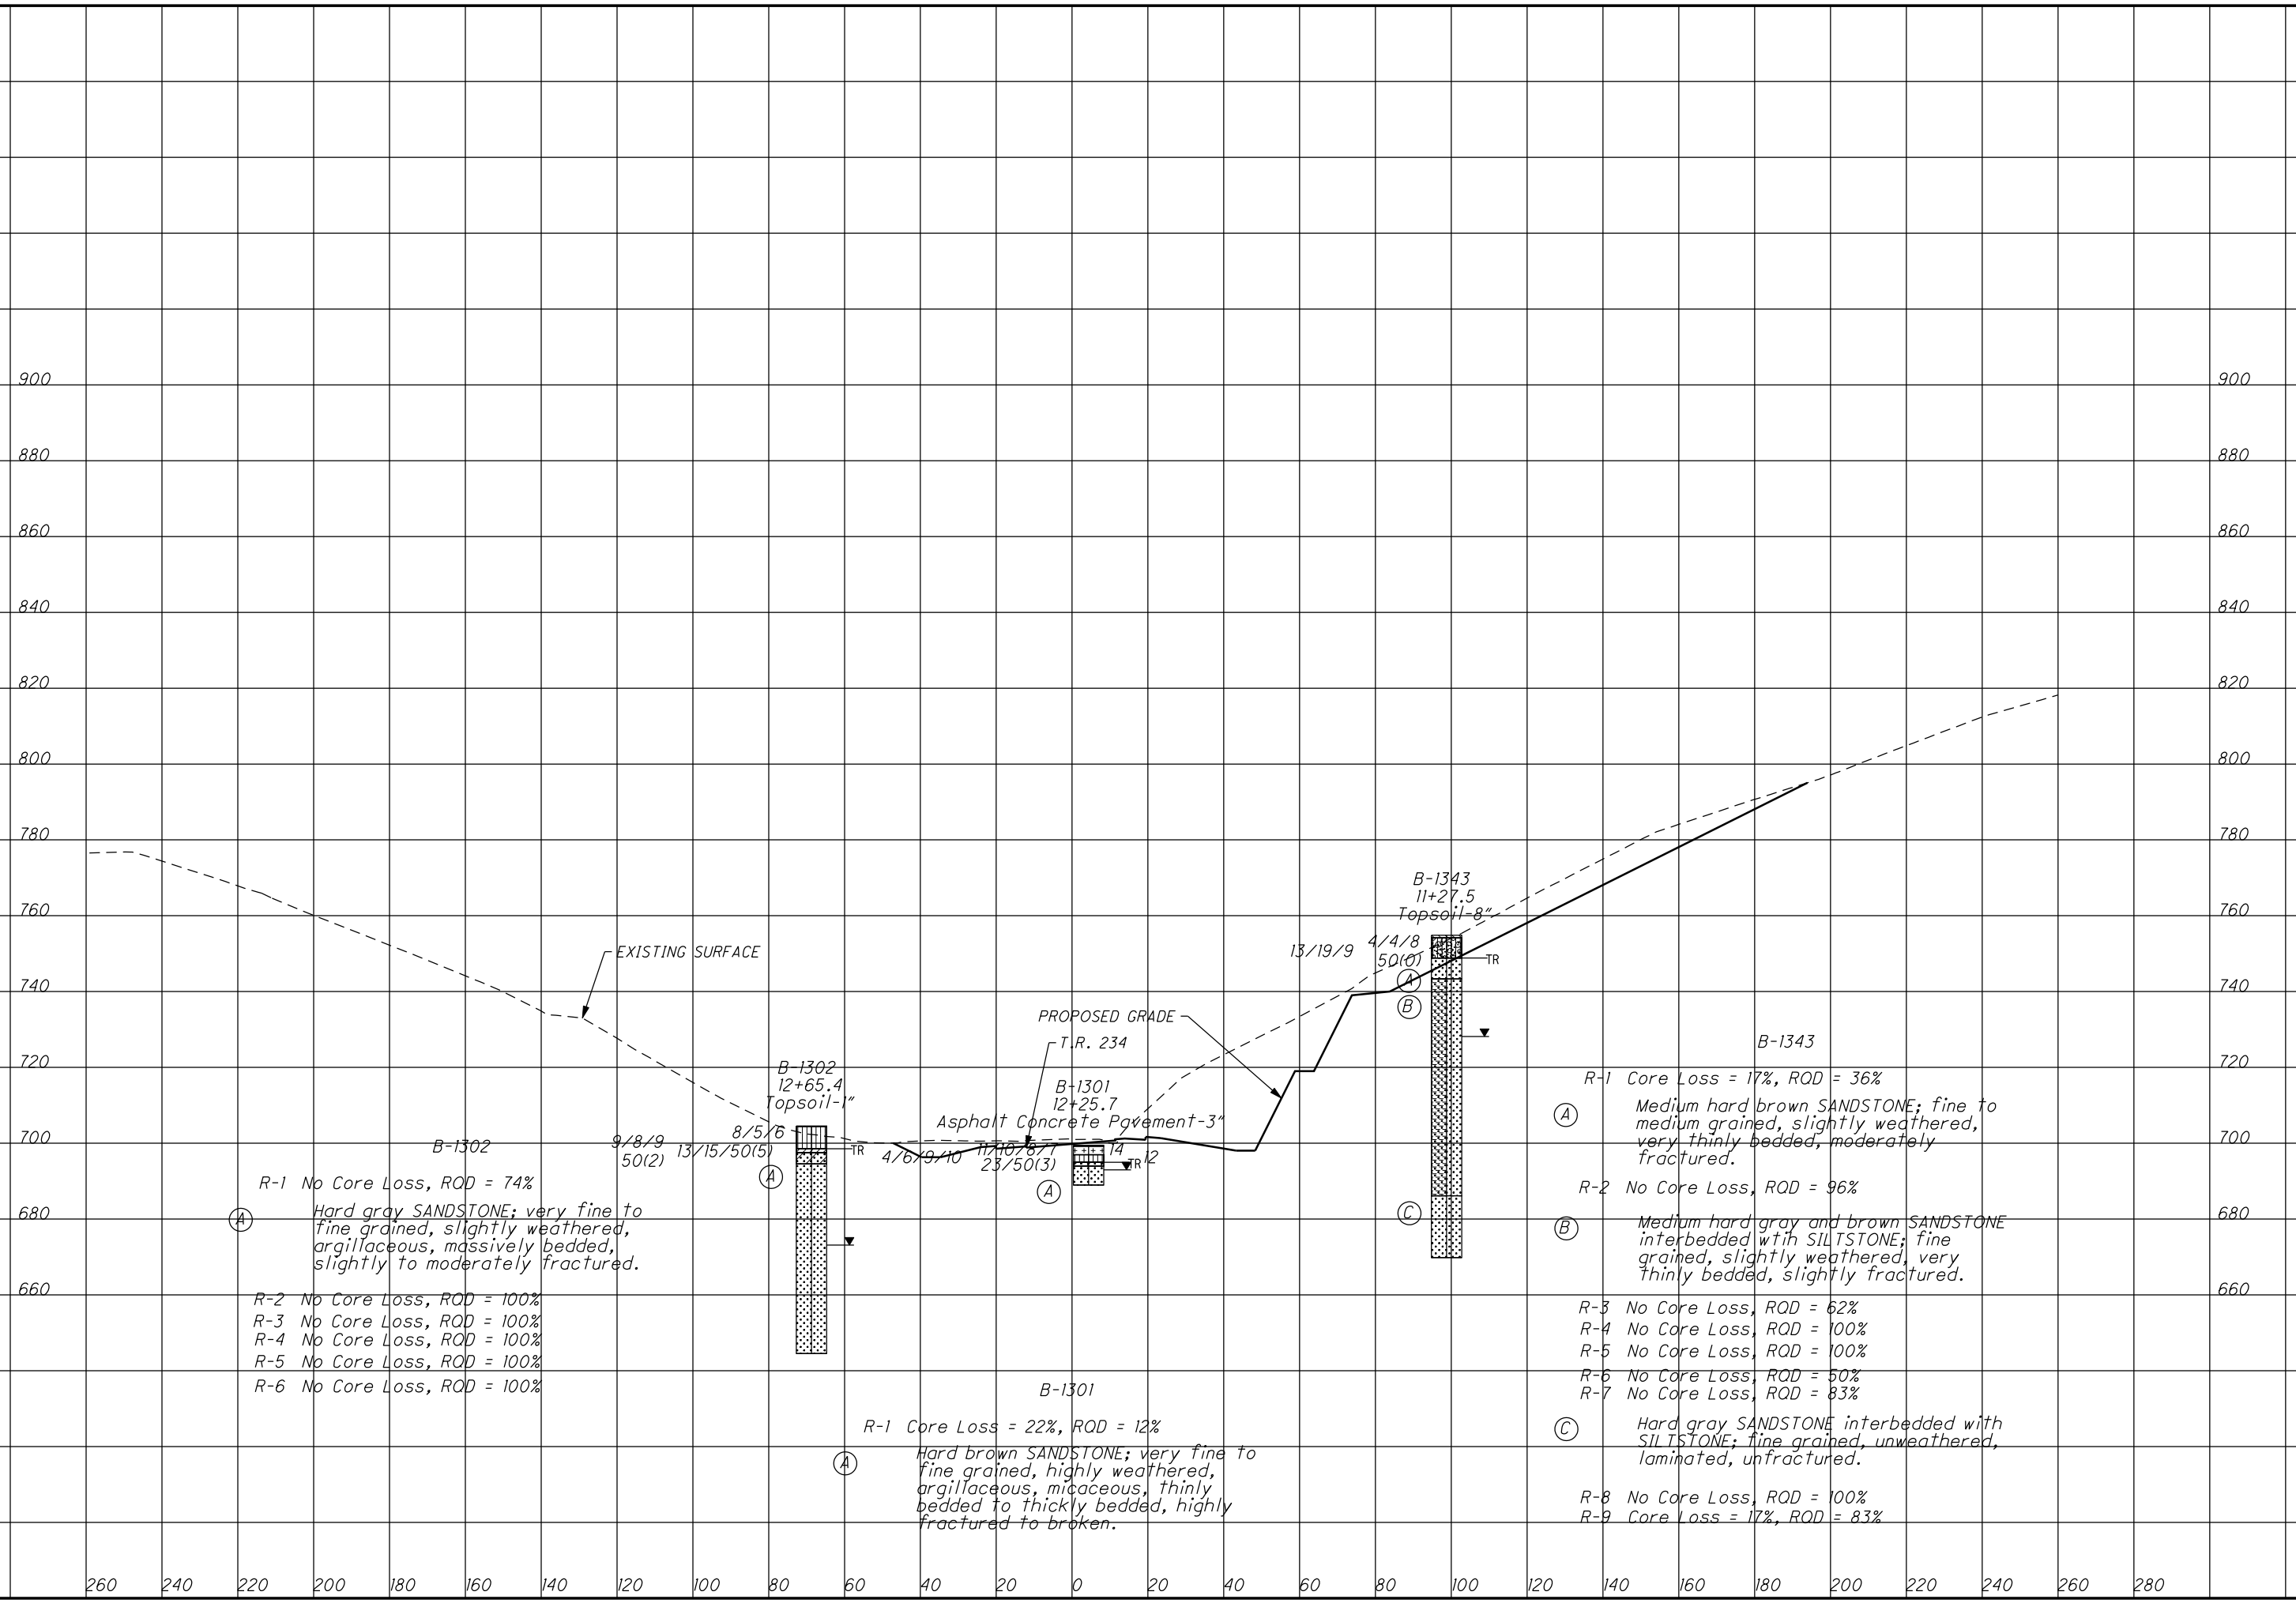 900 900
880 880
860 860
840 840
820 820
800 800
780 780
760 760
740 740
720 720
700 700
680 680
660 660
EXISTING SURFACE
PROPOSED GRADE
T.R. 234
B-1302
12+65.4
Topsoil-1"
8/5/6
9/8/9
13/15/50(5)
50(2)
TR
A
B-1301
12+25.7
Asphalt Concrete Pavement-3"
4/6/9/10
11/10/8/7
14
23/50(3)
TR
12
A
B-1343
11+27.5
Topsoil-8"
4/4/8
13/19/9
50(0)
TR
A
B
C
B-1302
R-1 No Core Loss, RQD = 74%
A
Hard gray SANDSTONE; very fine to
fine grained, slightly weathered,
argillaceous, massively bedded,
slightly to moderately fractured.
R-2 No Core Loss, RQD = 100%
R-3 No Core Loss, RQD = 100%
R-4 No Core Loss, RQD = 100%
R-5 No Core Loss, RQD = 100%
R-6 No Core Loss, RQD = 100%
B-1301
R-1 Core Loss = 22%, RQD = 12%
A
Hard brown SANDSTONE; very fine to
fine grained, highly weathered,
argillaceous, micaceous, thinly
bedded to thickly bedded, highly
fractured to broken.
B-1343
R-1 Core Loss = 17%, RQD = 36%
A
Medium hard brown SANDSTONE; fine to
medium grained, slightly weathered,
very thinly bedded, moderately
fractured.
R-2 No Core Loss, RQD = 96%
B
Medium hard gray and brown SANDSTONE
interbedded wtih SILTSTONE; fine
grained, slightly weathered, very
thinly bedded, slightly fractured.
R-3 No Core Loss, RQD = 62%
R-4 No Core Loss, RQD = 100%
R-5 No Core Loss, RQD = 100%
R-6 No Core Loss, RQD = 50%
R-7 No Core Loss, RQD = 83%
C
Hard gray SANDSTONE interbedded with
SILTSTONE; fine grained, unweathered,
laminated, unfractured.
R-8 No Core Loss, RQD = 100%
R-9 Core Loss = 17%, RQD = 83%
260 240 220 200 180 160 140 120 100 80 60 40 20 0 20 40 60 80 100 120 140 160 180 200 220 240 260 280